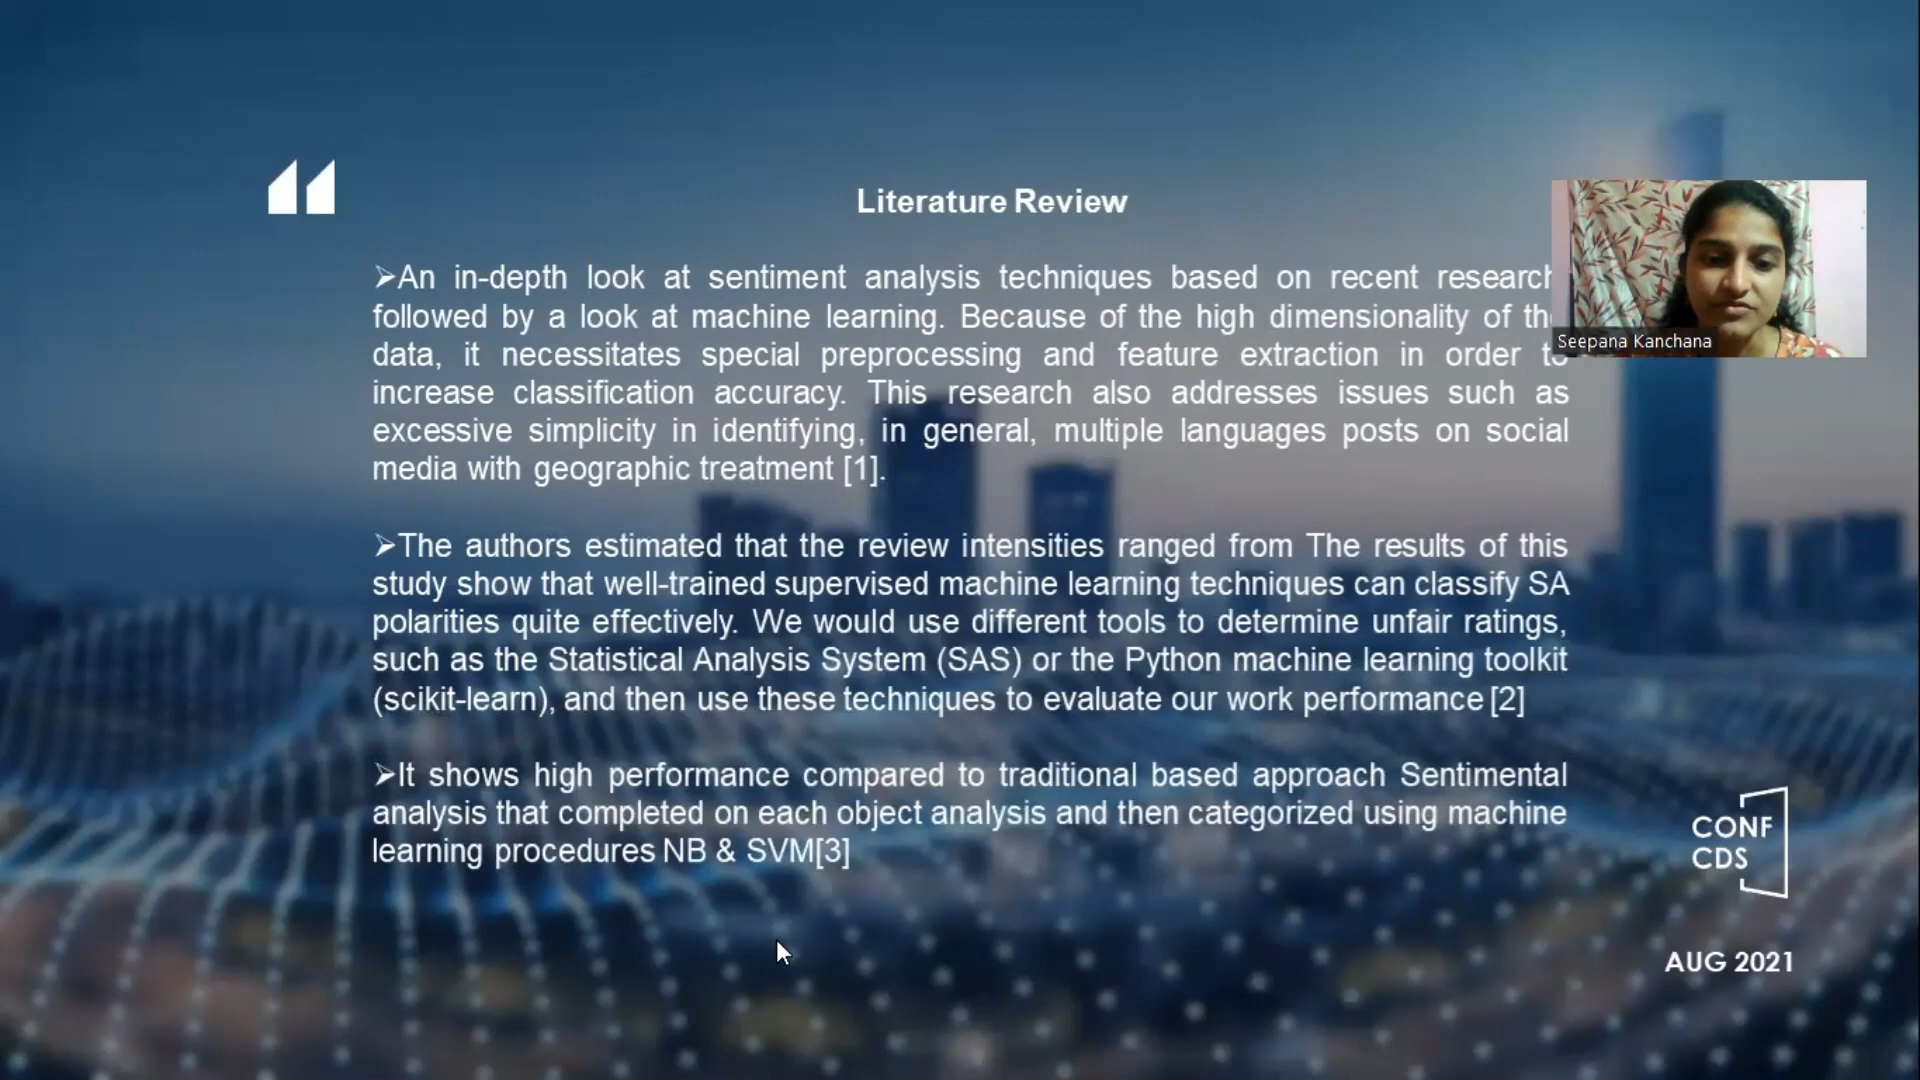 Literature Review
➢An in-depth look at sentiment analysis techniques based on recent research
followed by a look at machine learning. Because of the high dimensionality of the
data, it necessitates special preprocessing and feature extraction in order to
increase classification accuracy. This research also addresses issues such as
excessive simplicity in identifying, in general, multiple languages posts on social
media with geographic treatment [1].
➢The authors estimated that the review intensities ranged from The results of this
study show that well-trained supervised machine learning techniques can classify SA
polarities quite effectively. We would use different tools to determine unfair ratings,
such as the Statistical Analysis System (SAS) or the Python machine learning toolkit
(scikit-learn), and then use these techniques to evaluate our work performance [2]
➢It shows high performance compared to traditional based approach Sentimental
analysis that completed on each object analysis and then categorized using machine
learning procedures NB & SVM[3]
Seepana Kanchana
CONF
CDS
AUG 2021